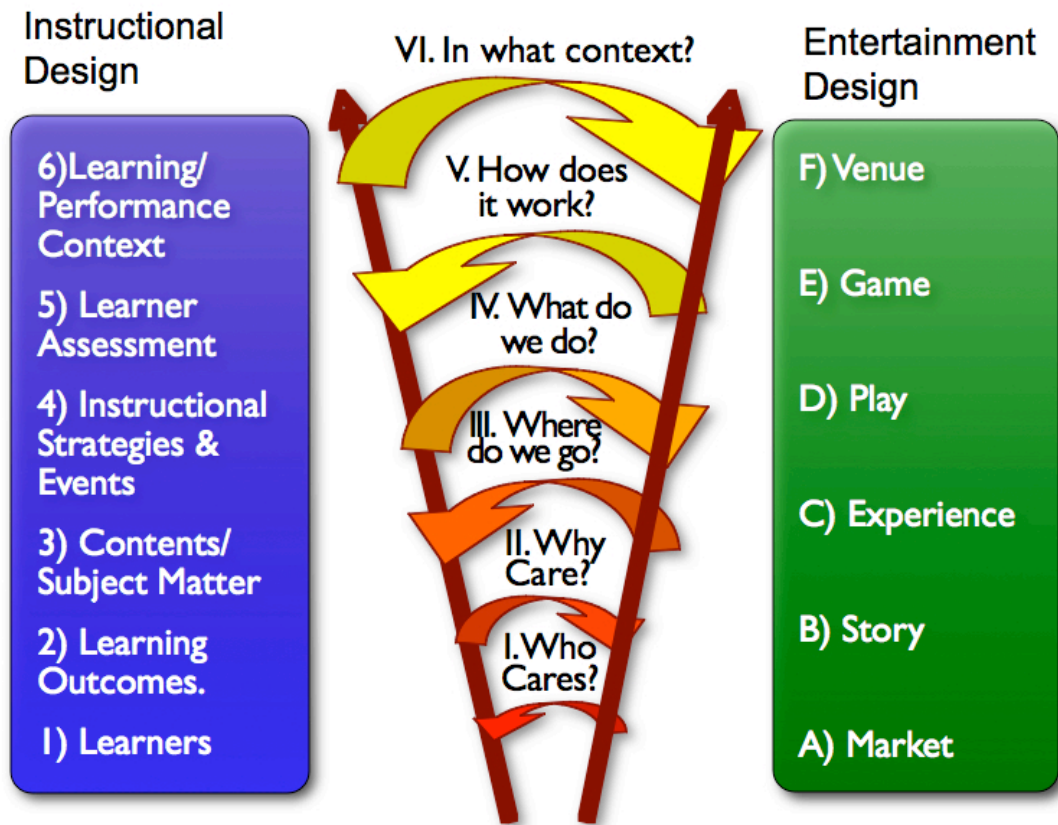 Instructional
Design
6)Learning/
Performance
Context
5) Learner
Assessment
4) Instructional
Strategies &
Events
3) Contents/
Subject Matter
2) Learning
Outcomes.
1) Learners
VI. In what context?
V. How does
it work?
IV. What do
we do?
III. Where
do we go?
II. Why
Care?
I. Who
Cares?
Entertainment
Design
F) Venue
E) Game
D) Play
C) Experience
B) Story
A) Market